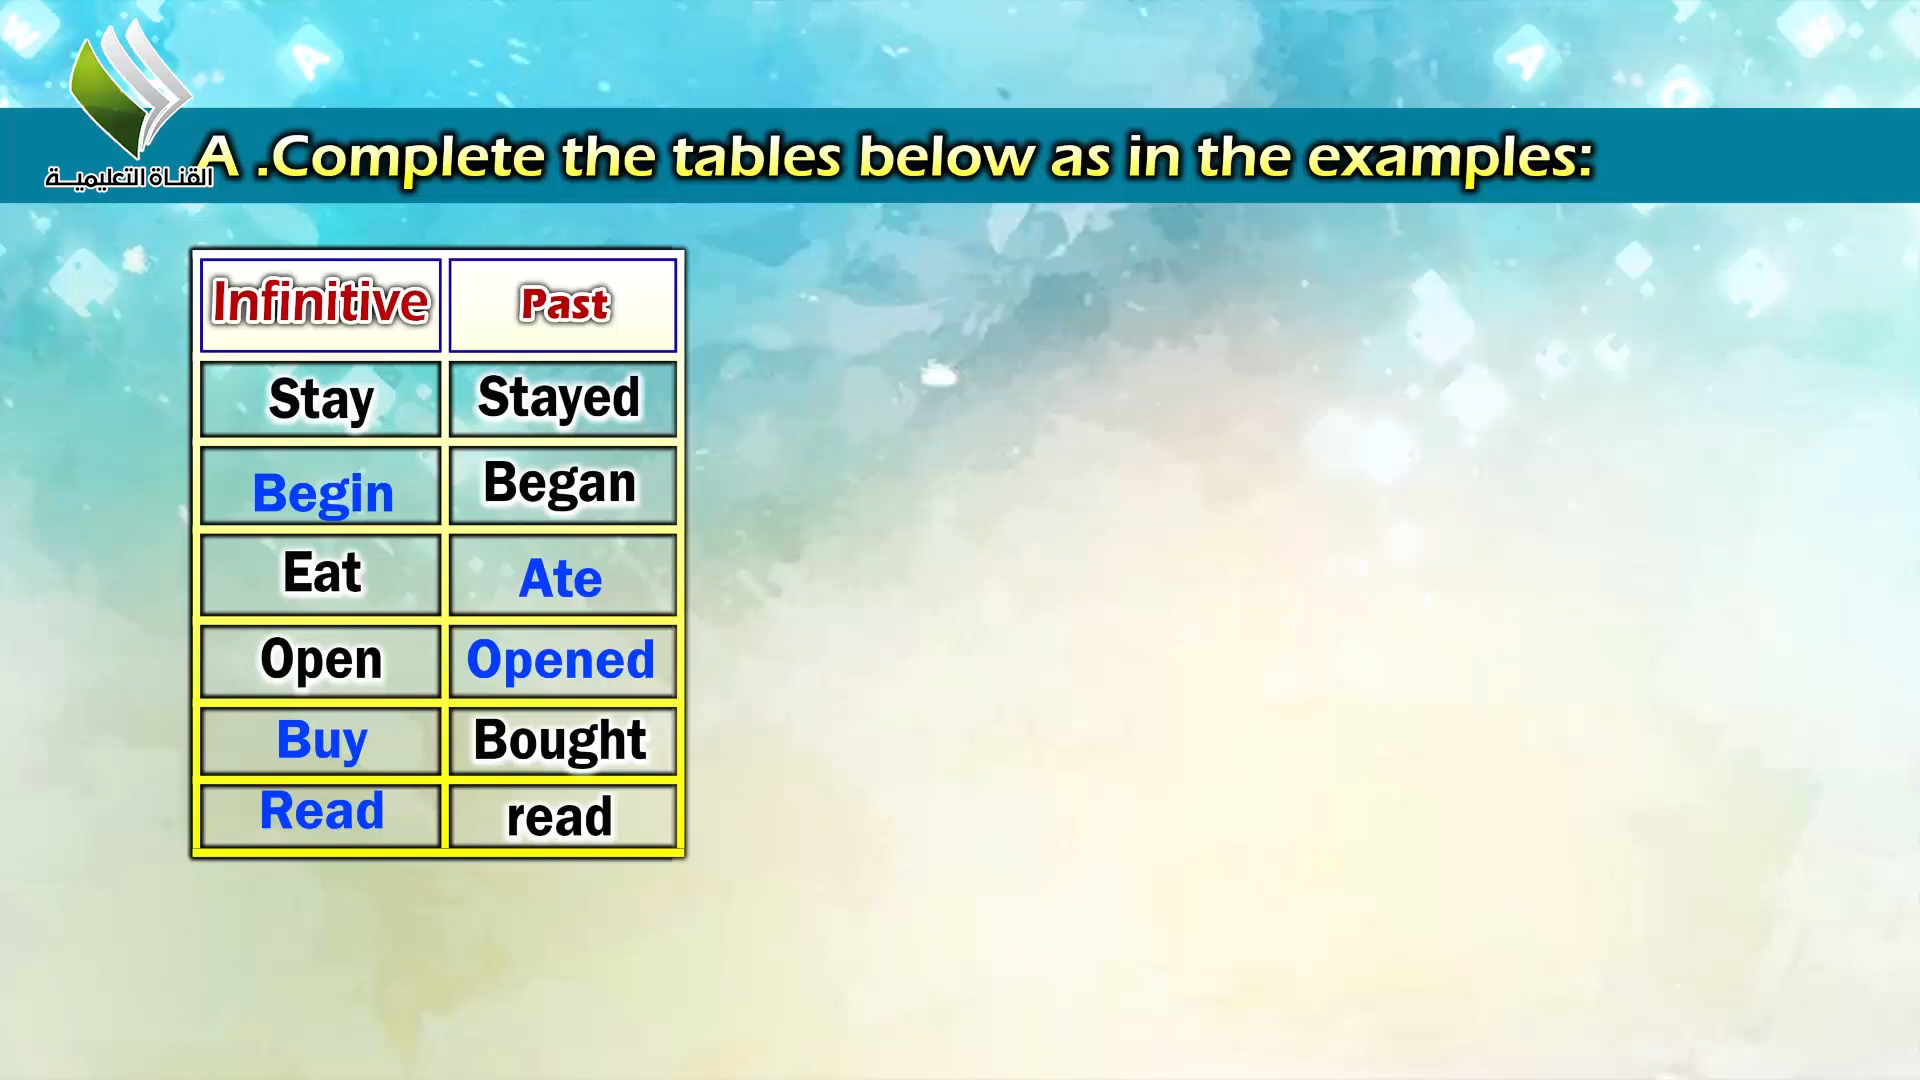 A .Complete the tables below as in the examples:
القناة التعليمية
Infinitive Past
Stay Stayed
Begin Began
Eat Ate
Open Opened
Buy Bought
Read read